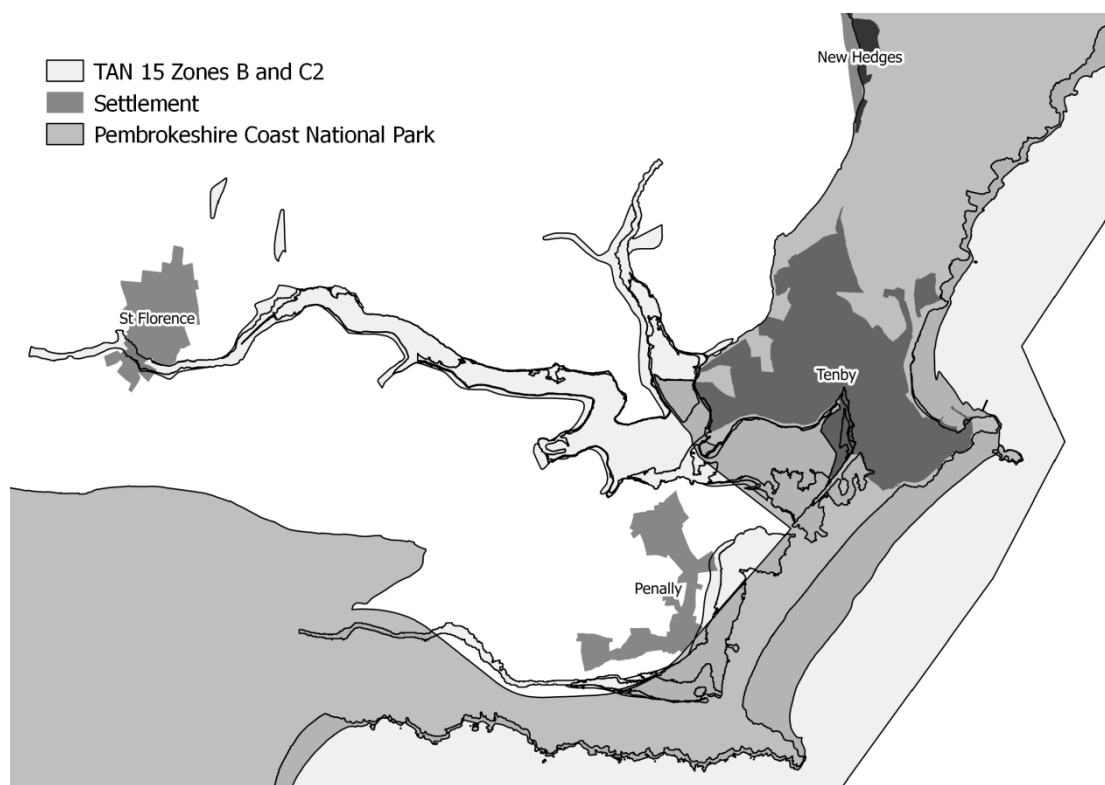 TAN 15 Zones B and C2
Settlement
Pembrokeshire Coast National Park
New Hedges
St Florence
Tenby
Penally